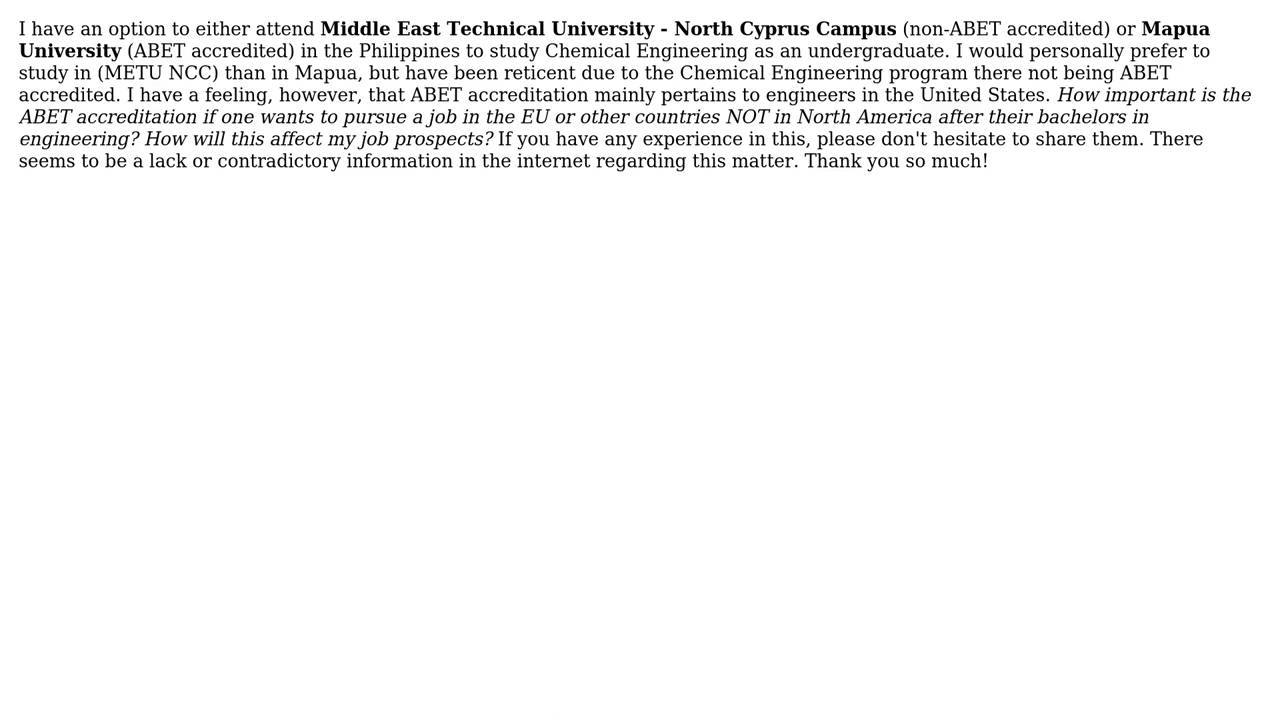 I have an option to either attend Middle East Technical University - North Cyprus Campus (non-ABET accredited) or Mapua
University (ABET accredited) in the Philippines to study Chemical Engineering as an undergraduate. I would personally prefer to
study in (METU NCC) than in Mapua, but have been reticent due to the Chemical Engineering program there not being ABET
accredited. I have a feeling, however, that ABET accreditation mainly pertains to engineers in the United States. How important is the
ABET accreditation if one wants to pursue a job in the EU or other countries NOT in North America after their bachelors in
engineering? How will this affect my job prospects? If you have any experience in this, please don't hesitate to share them. There
seems to be a lack or contradictory information in the internet regarding this matter. Thank you so much!